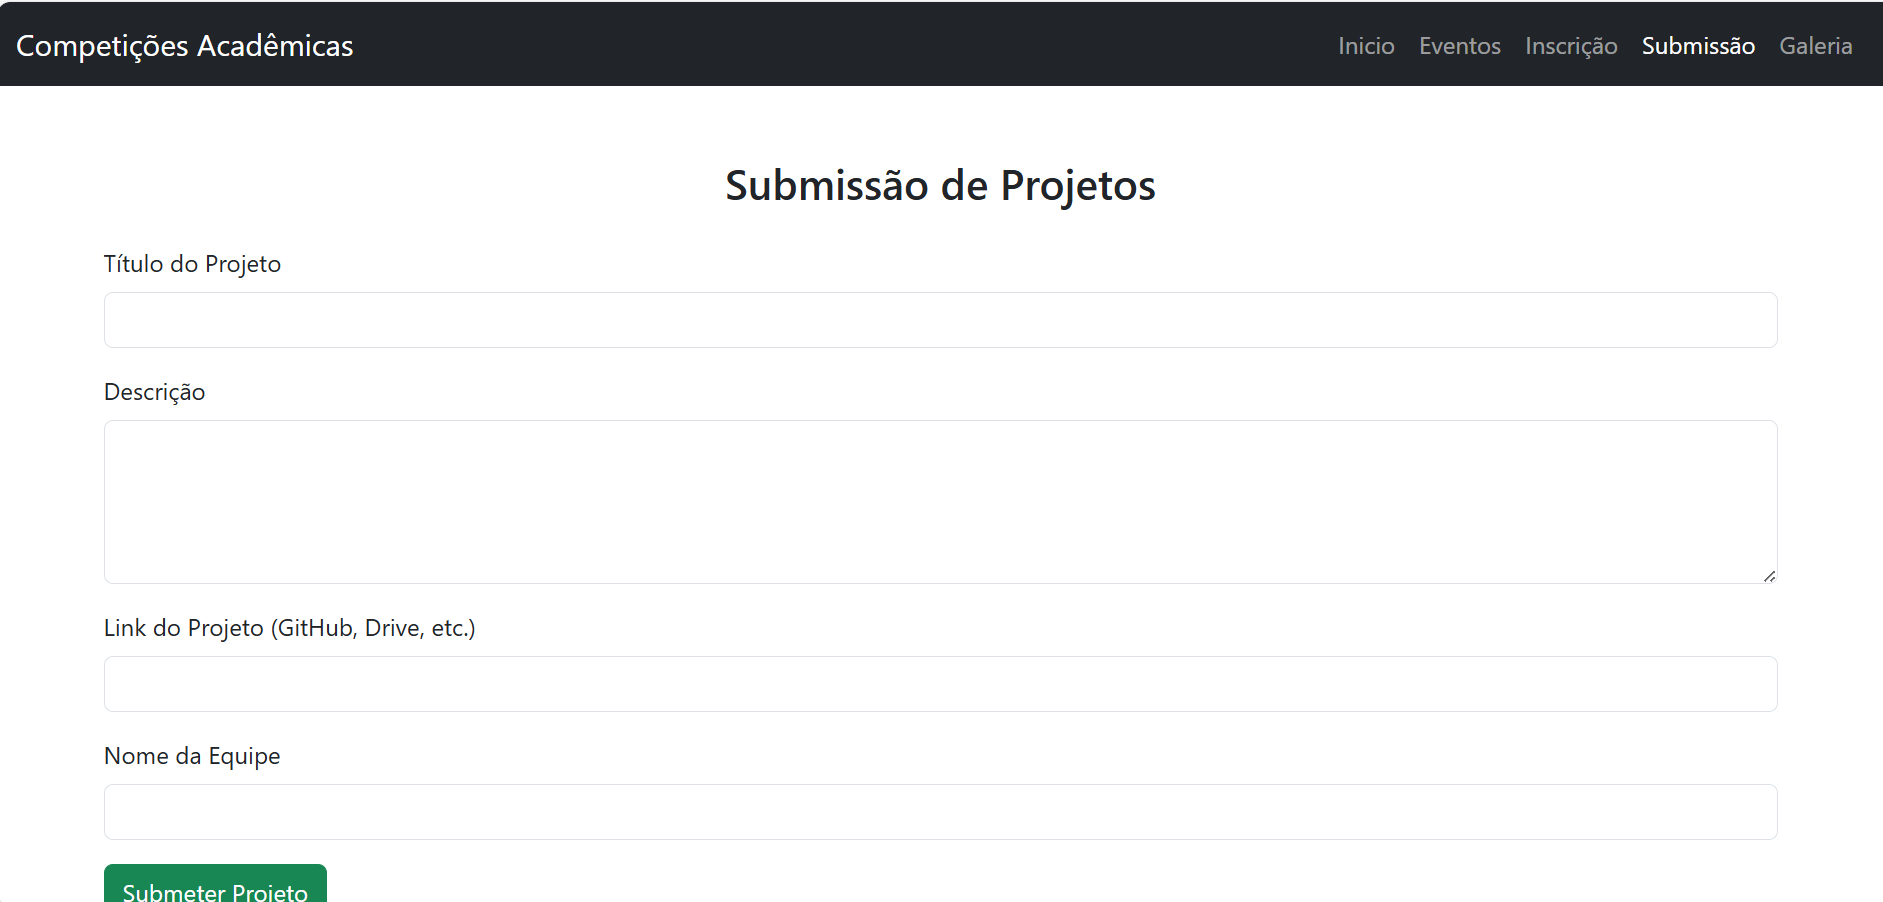 Competições Acadêmicas
Inicio Eventos Inscrição Submissão Galeria
Submissão de Projetos
Título do Projeto
Descrição
Link do Projeto (GitHub, Drive, etc.)
Nome da Equipe
Submeter Projeto